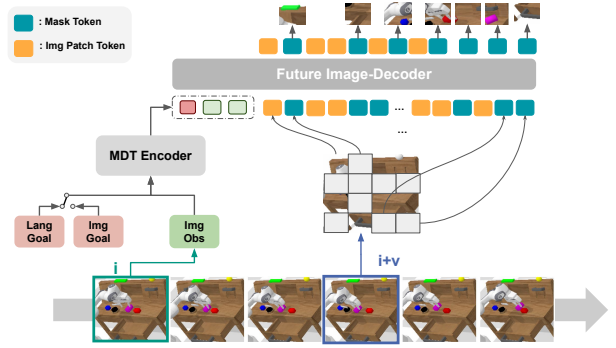 : Mask Token
: Img Patch Token
Future Image-Decoder
...
...
MDT Encoder
Lang
Goal
Img
Goal
Img
Obs
i
i+v